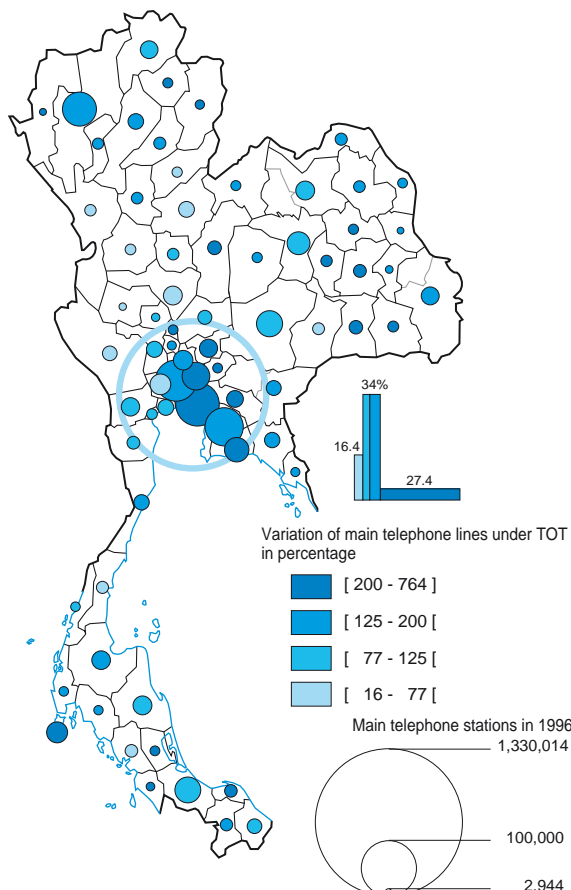 34%
16.4
27.4
Variation of main telephone lines under TOT
in percentage
[ 200 - 764 ]
[ 125 - 200 [
[ 77 - 125 [
[ 16 - 77 [
Main telephone stations in 1996
1,330,014
100,000
2,944